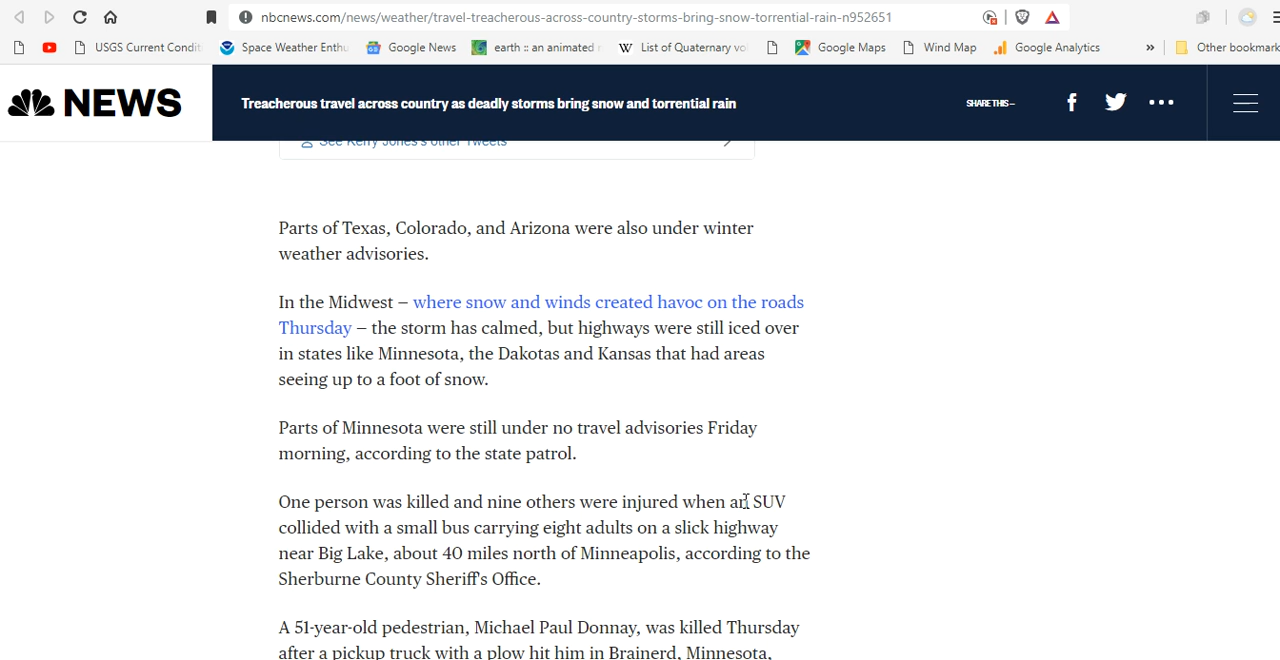 nbcnews.com/news/weather/travel-treacherous-across-country-storms-bring-snow-torrential-rain-n952651
USGS Current Condit Space Weather Enthu Google News earth :: an animated W List of Quaternary vo Google Maps Wind Map Google Analytics » Other bookmark
NEWS Treacherous travel across country as deadly storms bring snow and torrential rain SHARE THIS—
See Kerry Jones's other Tweets
Parts of Texas, Colorado, and Arizona were also under winter
weather advisories.
In the Midwest — where snow and winds created havoc on the roads
Thursday — the storm has calmed, but highways were still iced over
in states like Minnesota, the Dakotas and Kansas that had areas
seeing up to a foot of snow.
Parts of Minnesota were still under no travel advisories Friday
morning, according to the state patrol.
One person was killed and nine others were injured when an SUV
collided with a small bus carrying eight adults on a slick highway
near Big Lake, about 40 miles north of Minneapolis, according to the
Sherburne County Sheriff's Office.
A 51-year-old pedestrian, Michael Paul Donnay, was killed Thursday
after a pickup truck with a plow hit him in Brainerd, Minnesota,